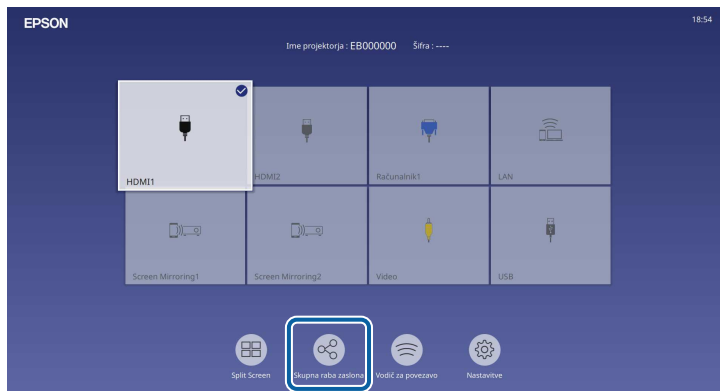 EPSON
18:54
Ime projektorja : EB000000 Šifra : ----
HDMI1
HDMI2
Računalnik1
LAN
Screen Mirroring1
Screen Mirroring2
Video
USB
Split Screen
Skupna raba zaslona
Vodič za povezavo
Nastavitve